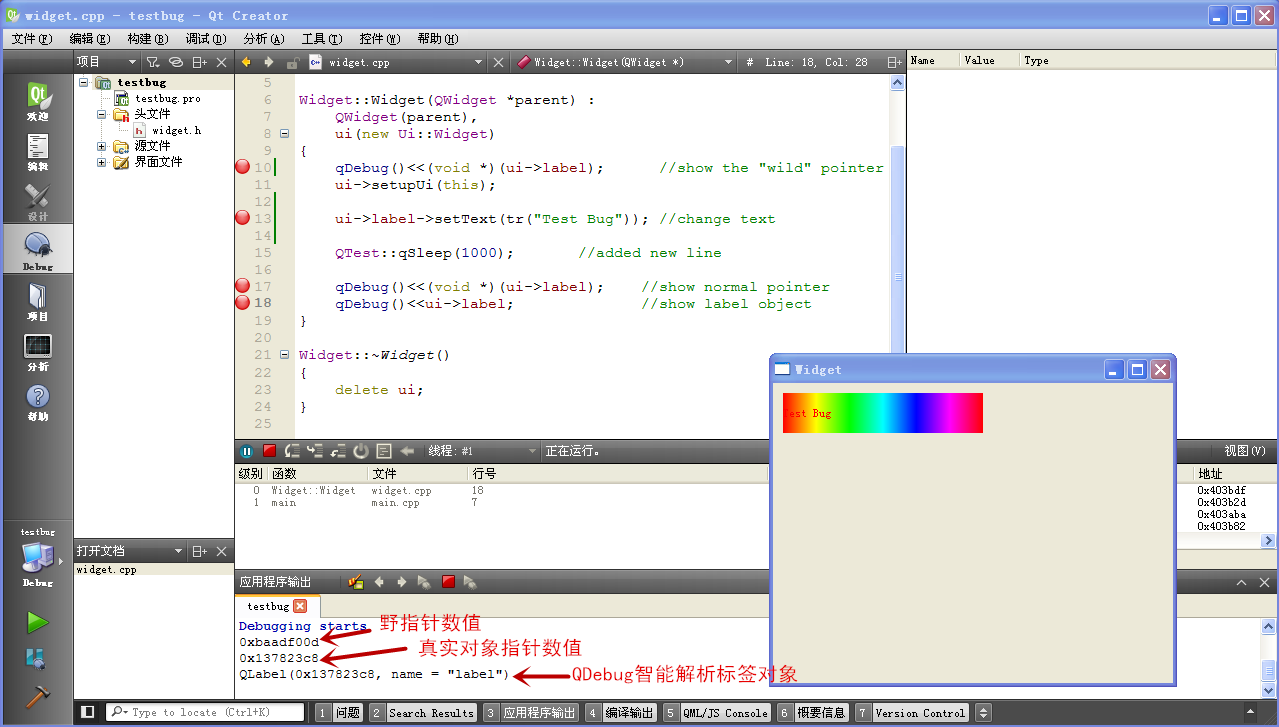 widget.cpp - testbug - Qt Creator
文件(F) 编辑(E) 构建(B) 调试(D) 分析(A) 工具(T) 控件(W) 帮助(H)
项目
widget.cpp
Widget::Widget(QWidget *)
# Line: 18, Col: 28
Name Value Type
欢迎
编辑
设计
Debug
项目
分析
帮助
testbug
testbug.pro
头文件
widget.h
源文件
界面文件
5
6 Widget::Widget(QWidget *parent) :
7 QWidget(parent),
8 ui(new Ui::Widget)
9 {
10 qDebug()<<(void *)(ui->label); //show the "wild" pointer
11 ui->setupUi(this);
12
13 ui->label->setText(tr("Test Bug")); //change text
14
15 QTest::qSleep(1000); //added new line
16
17 qDebug()<<(void *)(ui->label); //show normal pointer
18 qDebug()<<ui->label; //show label object
19 }
20
21 Widget::~Widget()
22 {
23 delete ui;
24 }
25
Widget
Test Bug
线程: #1 正在运行。
视图(V)
级别 函数 文件 行号 地址
0 Widget::Widget widget.cpp 18 0x403bdf
1 main main.cpp 7 0x403b2d
0x403aba
0x403b82
testbug
Debug
打开文档
widget.cpp
应用程序输出
testbug
Debugging starts
0xbaadf00d
野指针数值
0x137823c8
真实对象指针数值
QLabel(0x137823c8, name = "label")
QDebug智能解析标签对象
Type to locate (Ctrl+K)
1 问题 2 Search Results 3 应用程序输出 4 编译输出 5 QML/JS Console 6 概要信息 7 Version Control